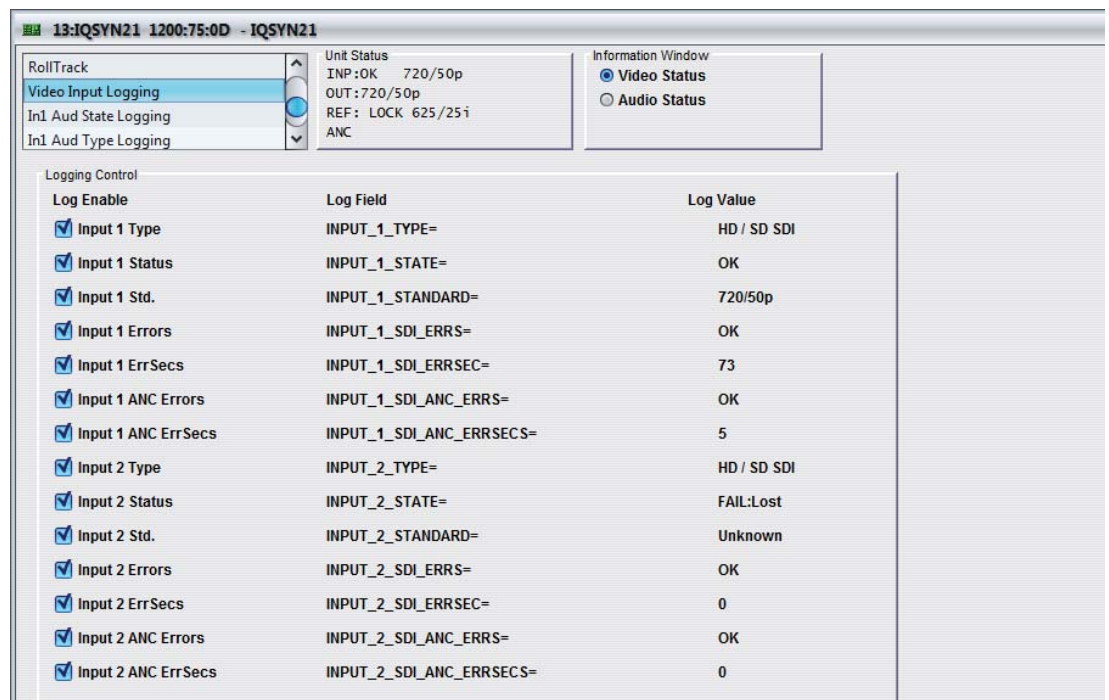 13:IQSYN21 1200:75:0D - IQSYN21
RollTrack
Video Input Logging
In1 Aud State Logging
In1 Aud Type Logging
Unit Status
INP:OK 720/50p
OUT:720/50p
REF: LOCK 625/25i
ANC
Information Window
Video Status
Audio Status
Logging Control
Log Enable Log Field Log Value
Input 1 Type INPUT_1_TYPE= HD / SD SDI
Input 1 Status INPUT_1_STATE= OK
Input 1 Std. INPUT_1_STANDARD= 720/50p
Input 1 Errors INPUT_1_SDI_ERRS= OK
Input 1 ErrSecs INPUT_1_SDI_ERRSEC= 73
Input 1 ANC Errors INPUT_1_SDI_ANC_ERRS= OK
Input 1 ANC ErrSecs INPUT_1_SDI_ANC_ERRSECS= 5
Input 2 Type INPUT_2_TYPE= HD / SD SDI
Input 2 Status INPUT_2_STATE= FAIL:Lost
Input 2 Std. INPUT_2_STANDARD= Unknown
Input 2 Errors INPUT_2_SDI_ERRS= OK
Input 2 ErrSecs INPUT_2_SDI_ERRSEC= 0
Input 2 ANC Errors INPUT_2_SDI_ANC_ERRS= OK
Input 2 ANC ErrSecs INPUT_2_SDI_ANC_ERRSECS= 0